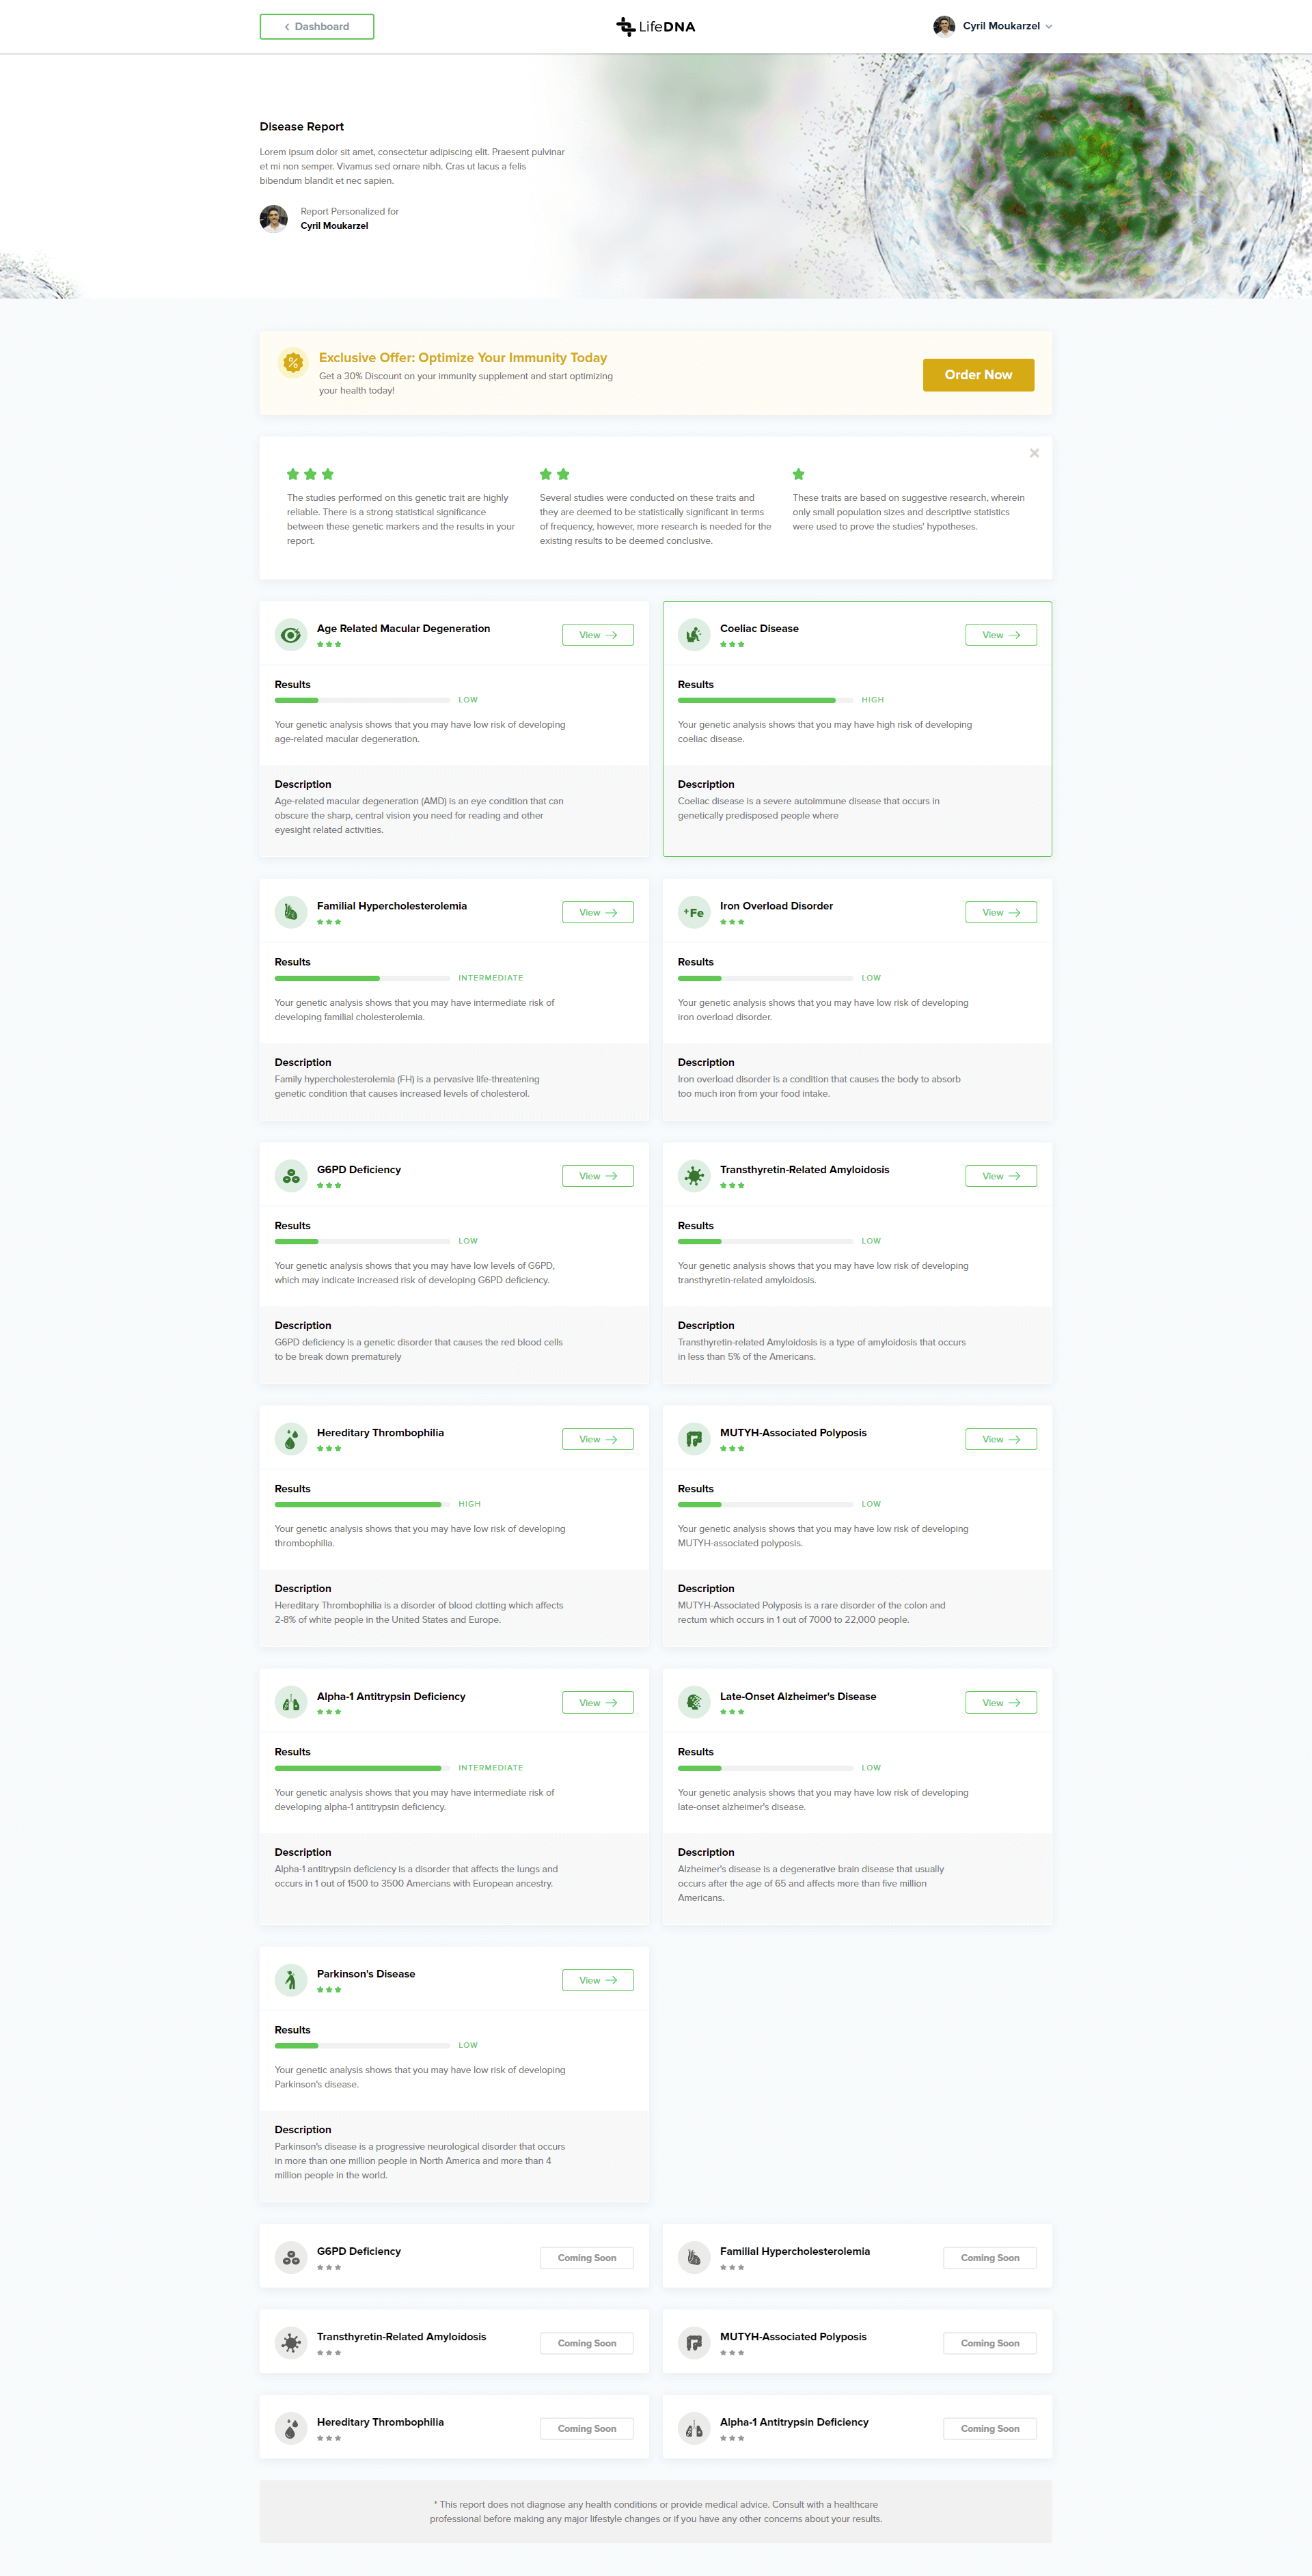 Dashboard
LifeDNA
Cyril Moukarzel
Disease Report
Lorem ipsum dolor sit amet, consectetur adipiscing elit. Praesent pulvinar
et mi non semper. Vivamus sed ornare nibh. Cras ut lacus a felis
bibendum blandit et nec sapien.
Report Personalized for
Cyril Moukarzel
Exclusive Offer: Optimize Your Immunity Today
Get a 30% Discount on your immunity supplement and start optimizing
your health today!
Order Now
The studies performed on this genetic trait are highly
reliable. There is a strong statistical significance
between these genetic markers and the results in your
report.
Several studies were conducted on these traits and
they are deemed to be statistically significant in terms
of frequency, however, more research is needed for the
existing results to be deemed conclusive.
These traits are based on suggestive research, wherein
only small population sizes and descriptive statistics
were used to prove the studies' hypotheses.
Age Related Macular Degeneration
View
Results
LOW
Your genetic analysis shows that you may have low risk of developing
age-related macular degeneration.
Description
Age-related macular degeneration (AMD) is an eye condition that can
obscure the sharp, central vision you need for reading and other
eyesight related activities.
Coeliac Disease
View
Results
HIGH
Your genetic analysis shows that you may have high risk of developing
coeliac disease.
Description
Coeliac disease is a severe autoimmune disease that occurs in
genetically predisposed people where
Familial Hypercholesterolemia
View
Results
INTERMEDIATE
Your genetic analysis shows that you may have intermediate risk of
developing familial cholesterolemia.
Description
Family hypercholesterolemia (FH) is a pervasive life-threatening
genetic condition that causes increased levels of cholesterol.
+Fe
Iron Overload Disorder
View
Results
LOW
Your genetic analysis shows that you may have low risk of developing
iron overload disorder.
Description
Iron overload disorder is a condition that causes the body to absorb
too much iron from your food intake.
G6PD Deficiency
View
Results
LOW
Your genetic analysis shows that you may have low levels of G6PD,
which may indicate increased risk of developing G6PD deficiency.
Description
G6PD deficiency is a genetic disorder that causes the red blood cells
to be break down prematurely
Transthyretin-Related Amyloidosis
View
Results
LOW
Your genetic analysis shows that you may have low risk of developing
transthyretin-related amyloidosis.
Description
Transthyretin-related Amyloidosis is a type of amyloidosis that occurs
in less than 5% of the Americans.
Hereditary Thrombophilia
View
Results
HIGH
Your genetic analysis shows that you may have low risk of developing
thrombophilia.
Description
Hereditary Thrombophilia is a disorder of blood clotting which affects
2-8% of white people in the United States and Europe.
MUTYH-Associated Polyposis
View
Results
LOW
Your genetic analysis shows that you may have low risk of developing
MUTYH-associated polyposis.
Description
MUTYH-Associated Polyposis is a rare disorder of the colon and
rectum which occurs in 1 out of 7000 to 22,000 people.
Alpha-1 Antitrypsin Deficiency
View
Results
INTERMEDIATE
Your genetic analysis shows that you may have intermediate risk of
developing alpha-1 antitrypsin deficiency.
Description
Alpha-1 antitrypsin deficiency is a disorder that affects the lungs and
occurs in 1 out of 1500 to 3500 Amercians with European ancestry.
Late-Onset Alzheimer's Disease
View
Results
LOW
Your genetic analysis shows that you may have low risk of developing
late-onset alzheimer's disease.
Description
Alzheimer's disease is a degenerative brain disease that usually
occurs after the age of 65 and affects more than five million
Americans.
Parkinson's Disease
View
Results
LOW
Your genetic analysis shows that you may have low risk of developing
Parkinson's disease.
Description
Parkinson's disease is a progressive neurological disorder that occurs
in more than one million people in North America and more than 4
million people in the world.
G6PD Deficiency
Coming Soon
Familial Hypercholesterolemia
Coming Soon
Transthyretin-Related Amyloidosis
Coming Soon
MUTYH-Associated Polyposis
Coming Soon
Hereditary Thrombophilia
Coming Soon
Alpha-1 Antitrypsin Deficiency
Coming Soon
* This report does not diagnose any health conditions or provide medical advice. Consult with a healthcare
professional before making any major lifestyle changes or if you have any other concerns about your results.